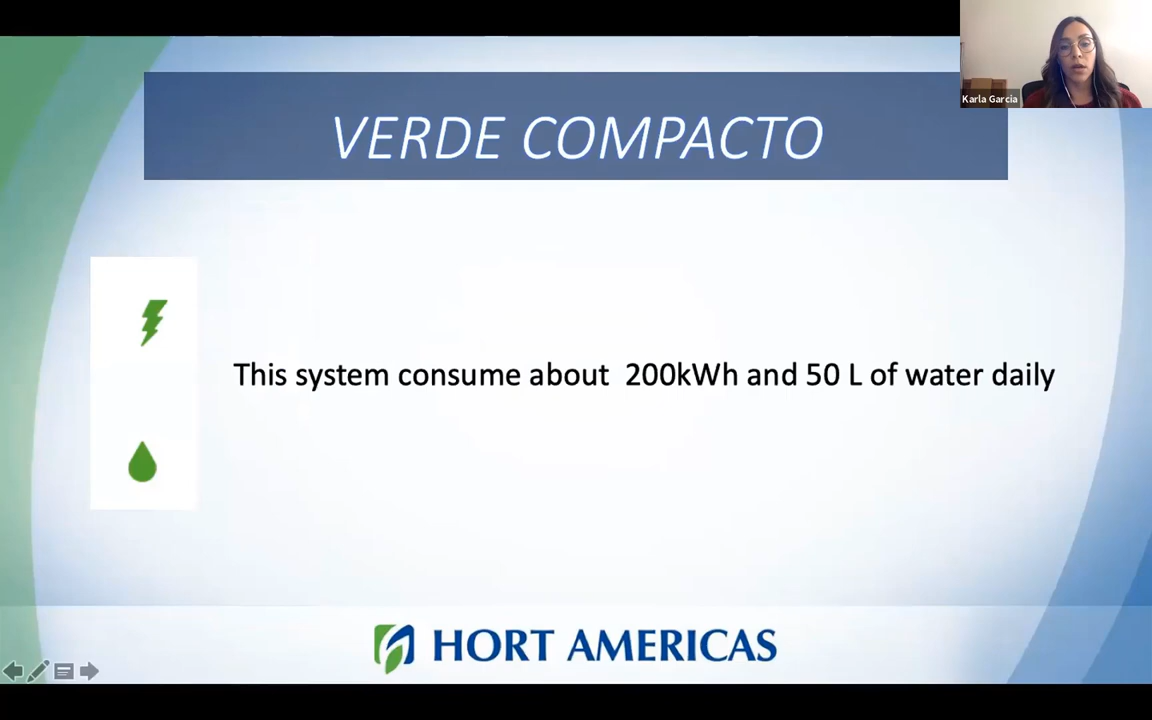 Karla Garcia
VERDE COMPACTO
This system consume about 200kWh and 50 L of water daily
HORT AMERICAS